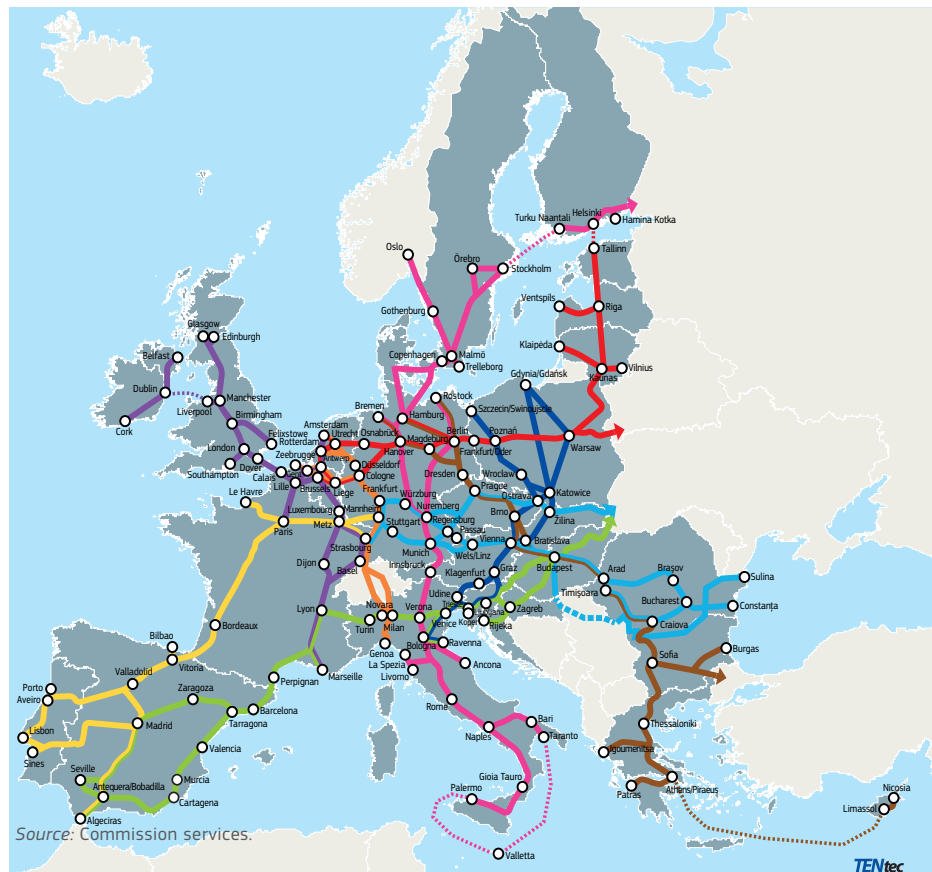 Oslo
Örebro
Stockholm
Turku Naantali
Helsinki
Hamina Kotka
Tallinn
Ventspils
Riga
Gothenburg
Klaipėda
Kaunas
Vilnius
Copenhagen
Malmö
Trelleborg
Gdynia/Gdańsk
Glasgow
Edinburgh
Belfast
Dublin
Liverpool
Manchester
Cork
Birmingham
Felixstowe
London
Dover
Southampton
Calais
Lille
Zeebrugge
Gent
Antwerp
Brussels
Liege
Amsterdam
Rotterdam
Utrecht
Osnabrück
Bremen
Hamburg
Rostock
Szczecin/Swinoujście
Magdeburg
Berlin
Poznań
Hanover
Frankfurt/Oder
Warsaw
Düsseldorf
Cologne
Dresden
Wrocław
Katowice
Frankfurt
Würzburg
Prague
Ostrava
Le Havre
Luxembourg
Mannheim
Nuremberg
Regensburg
Brno
Žilina
Paris
Metz
Stuttgart
Passau
Strasbourg
Munich
Wels/Linz
Vienna
Bratislava
Dijon
Basel
Innsbruck
Klagenfurt
Graz
Budapest
Arad
Braşov
Sulina
Timişoara
Bucharest
Constanța
Lyon
Novara
Milan
Verona
Udine
Venice
Koper
Zagreb
Rijeka
Craiova
Turin
Bordeaux
Genoa
Bologna
Ravenna
Bilbao
Vitoria
La Spezia
Livorno
Ancona
Sofia
Burgas
Valladolid
Marseille
Perpignan
Porto
Aveiro
Zaragoza
Barcelona
Tarragona
Rome
Madrid
Lisbon
Sines
Valencia
Naples
Bari
Taranto
Thessaloniki
Igoumenitsa
Seville
Murcia
Antequera/Bobadilla
Cartagena
Algeciras
Gioia Tauro
Palermo
Patras
Athens/Piraeus
Nicosia
Limassol
Valletta
Source: Commission services.
TENtec